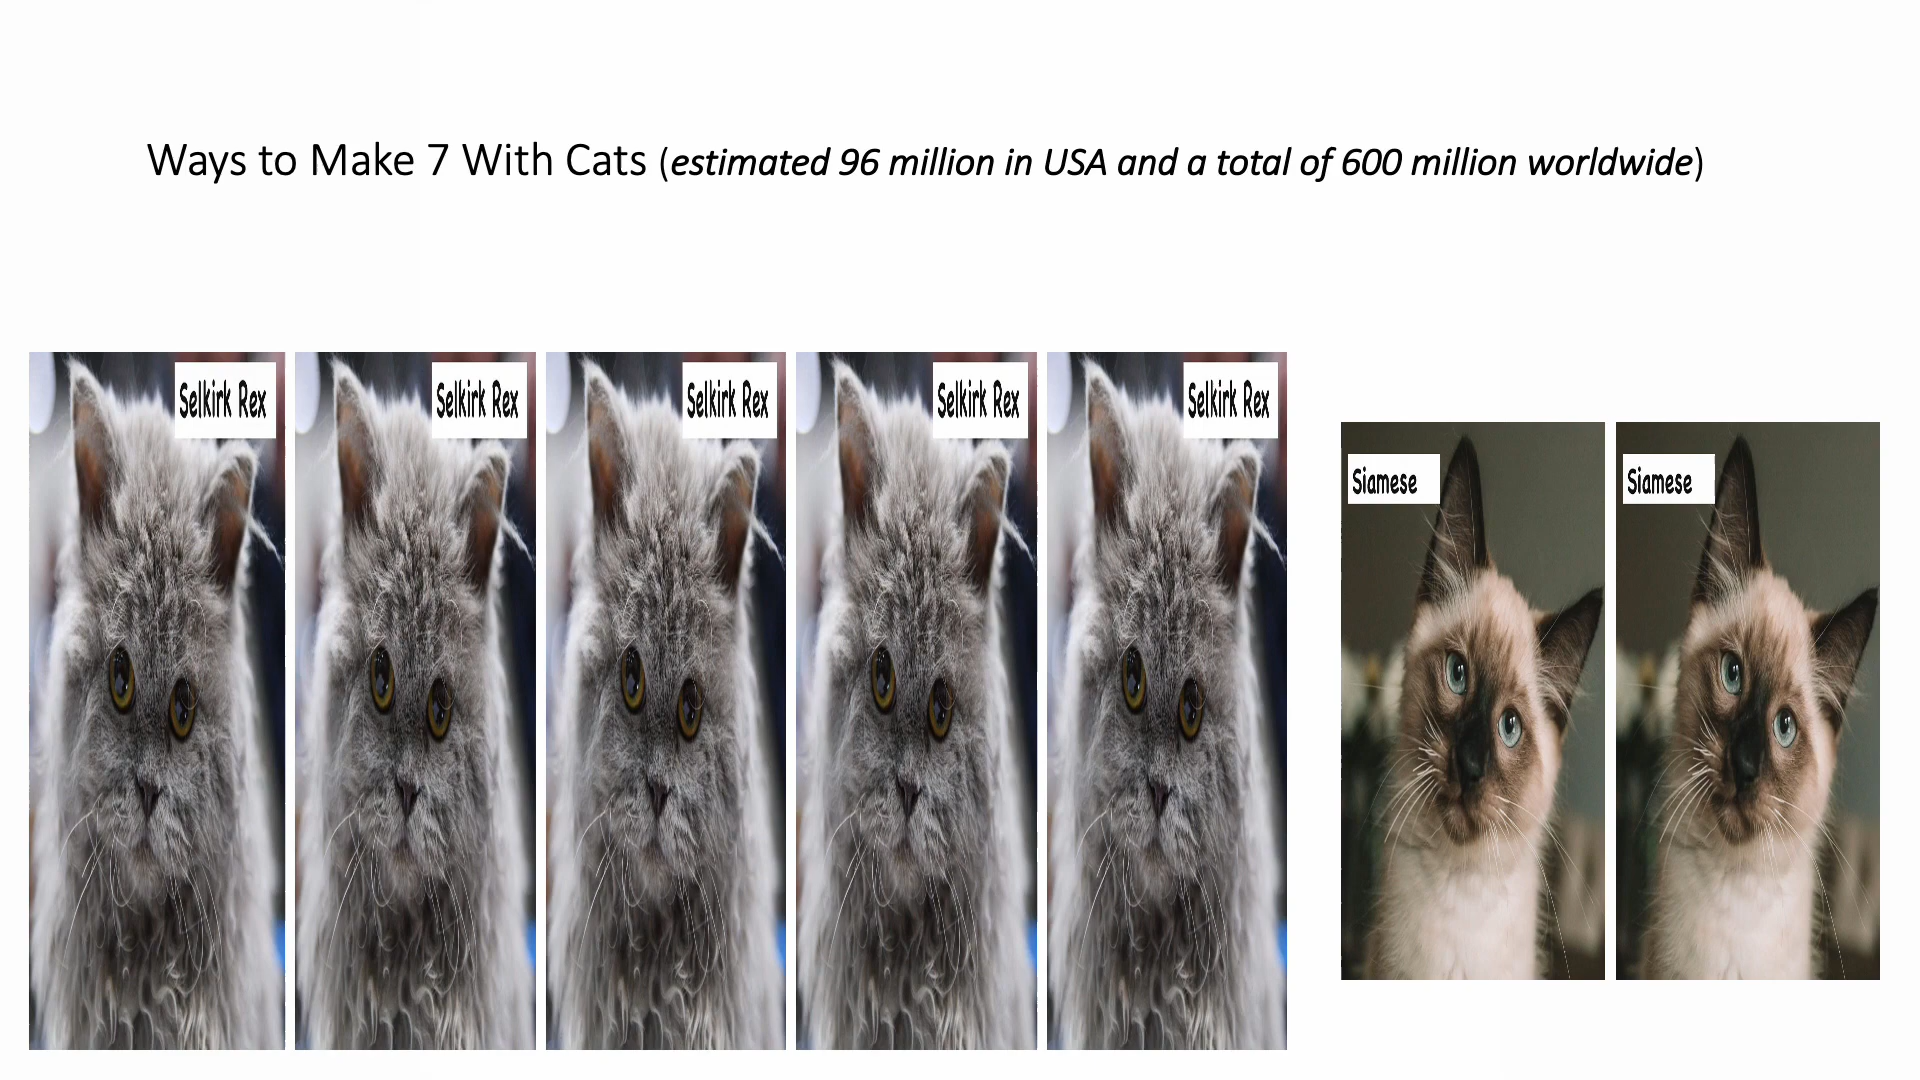 Ways to Make 7 With Cats (estimated 96 million in USA and a total of 600 million worldwide)
Selkirk Rex
Selkirk Rex
Selkirk Rex
Selkirk Rex
Selkirk Rex
Siamese
Siamese